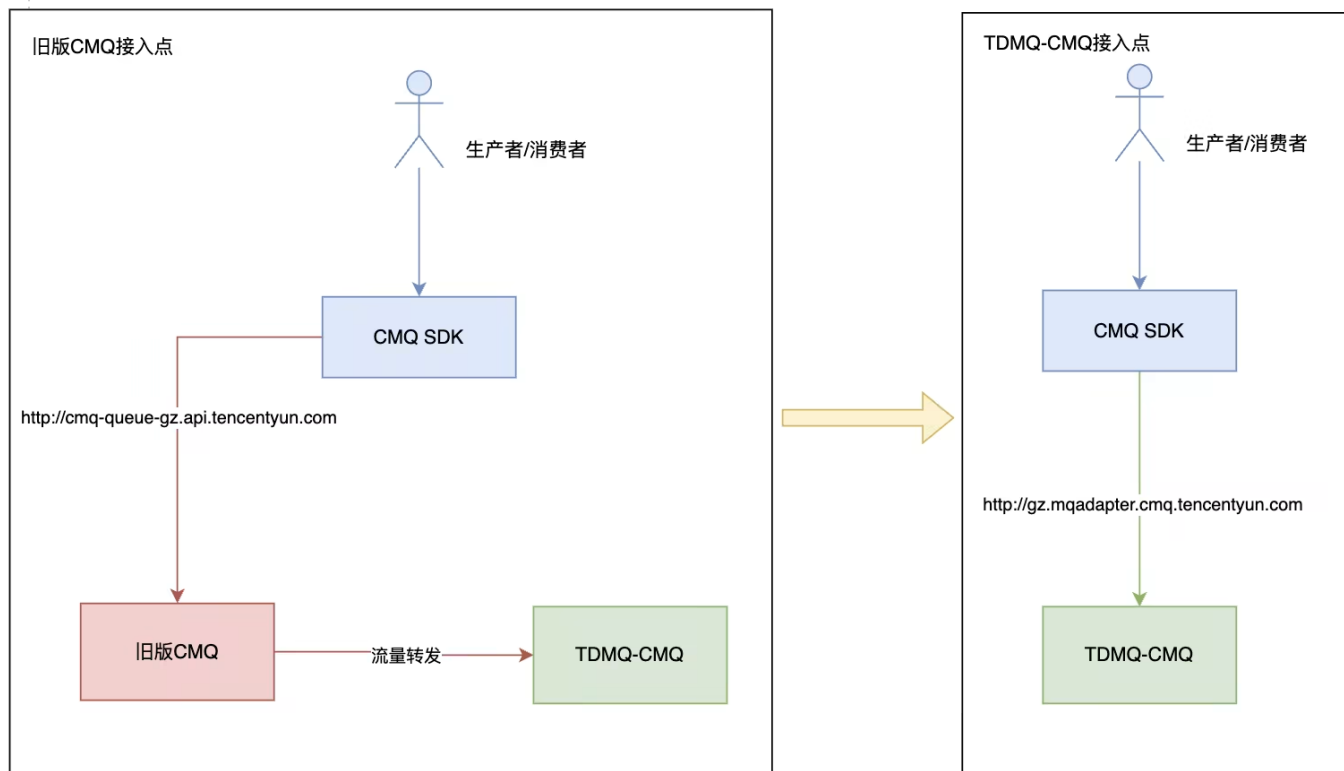 旧版CMQ接入点
生产者/消费者
CMQ SDK
http://cmq-queue-gz.api.tencentyun.com
旧版CMQ
流量转发
TDMQ-CMQ
TDMQ-CMQ接入点
生产者/消费者
CMQ SDK
http://gz.mqadapter.cmq.tencentyun.com
TDMQ-CMQ